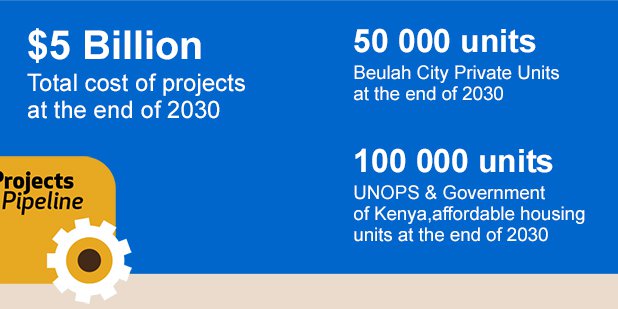 $5 Billion
Total cost of projects
at the end of 2030
50 000 units
Beulah City Private Units
at the end of 2030
100 000 units
UNOPS & Government
of Kenya,affordable housing
units at the end of 2030
Projects
Pipeline